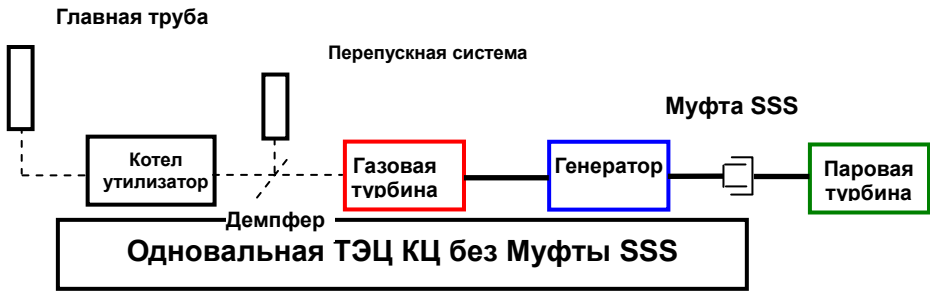 Главная труба
Перепускная система
Муфта SSS
Котел
утилизатор
Газовая
турбина
Генератор
Паровая
турбина
Демпфер
Одновальная ТЭЦ КЦ без Муфты SSS